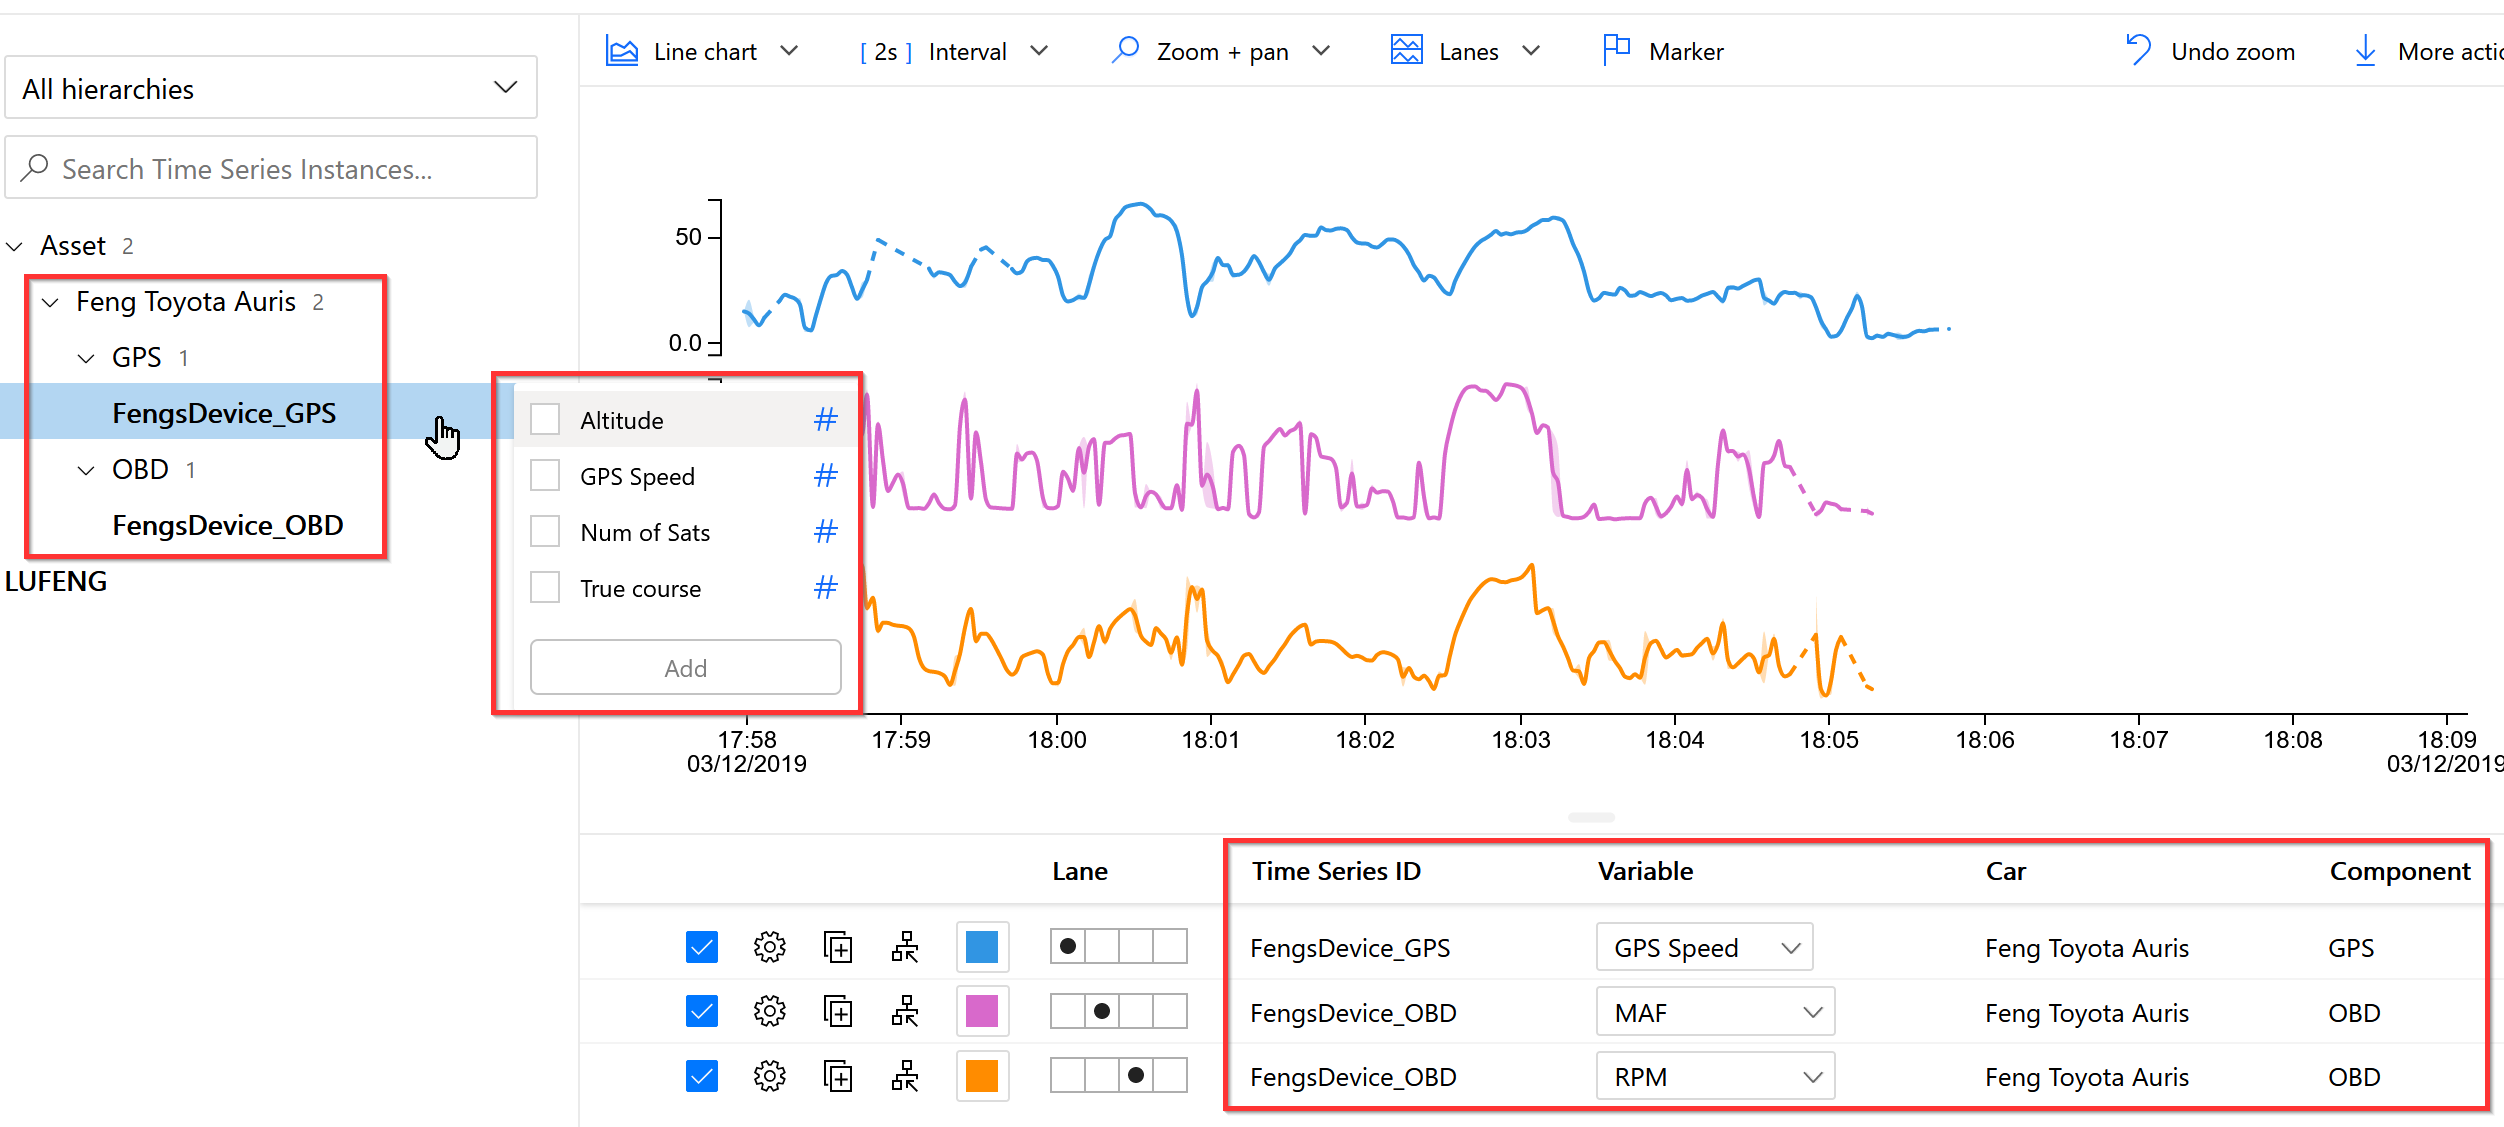 Line chart
[ 2s ] Interval
Zoom + pan
Lanes
Marker
Undo zoom
More actio
All hierarchies
Search Time Series Instances...
Asset 2
Feng Toyota Auris 2
GPS 1
FengsDevice_GPS
OBD 1
FengsDevice_OBD
LUFENG
Altitude #
GPS Speed #
Num of Sats #
True course #
Add
50
0.0
17:58 17:59 18:00 18:01 18:02 18:03 18:04 18:05 18:06 18:07 18:08 18:09
03/12/2019 03/12/2019
Lane Time Series ID Variable Car Component
FengsDevice_GPS GPS Speed Feng Toyota Auris GPS
FengsDevice_OBD MAF Feng Toyota Auris OBD
FengsDevice_OBD RPM Feng Toyota Auris OBD